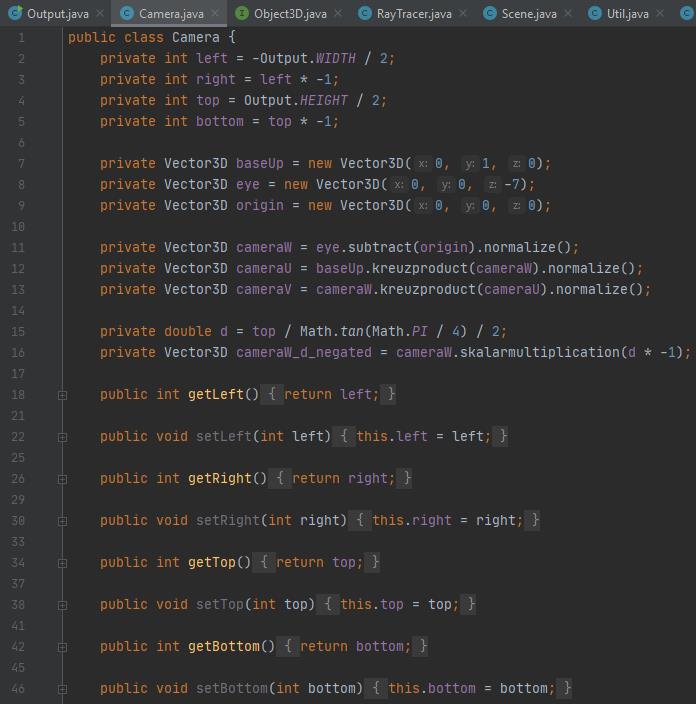 Output.java Camera.java Object3D.java RayTracer.java Scene.java Util.java
1 public class Camera {
2 private int left = -Output.WIDTH / 2;
3 private int right = left * -1;
4 private int top = Output.HEIGHT / 2;
5 private int bottom = top * -1;
6
7 private Vector3D baseUp = new Vector3D( x: 0, y: 1, z: 0);
8 private Vector3D eye = new Vector3D( x: 0, y: 0, z: -7);
9 private Vector3D origin = new Vector3D( x: 0, y: 0, z: 0);
10
11 private Vector3D cameraW = eye.subtract(origin).normalize();
12 private Vector3D cameraU = baseUp.kreuzproduct(cameraW).normalize();
13 private Vector3D cameraV = cameraW.kreuzproduct(cameraU).normalize();
14
15 private double d = top / Math.tan(Math.PI / 4) / 2;
16 private Vector3D cameraW_d_negated = cameraW.skalarmultiplication(d * -1);
17
18 public int getLeft() { return left; }
21
22 public void setLeft(int left) { this.left = left; }
25
26 public int getRight() { return right; }
29
30 public void setRight(int right) { this.right = right; }
33
34 public int getTop() { return top; }
37
38 public void setTop(int top) { this.top = top; }
41
42 public int getBottom() { return bottom; }
45
46 public void setBottom(int bottom) { this.bottom = bottom; }